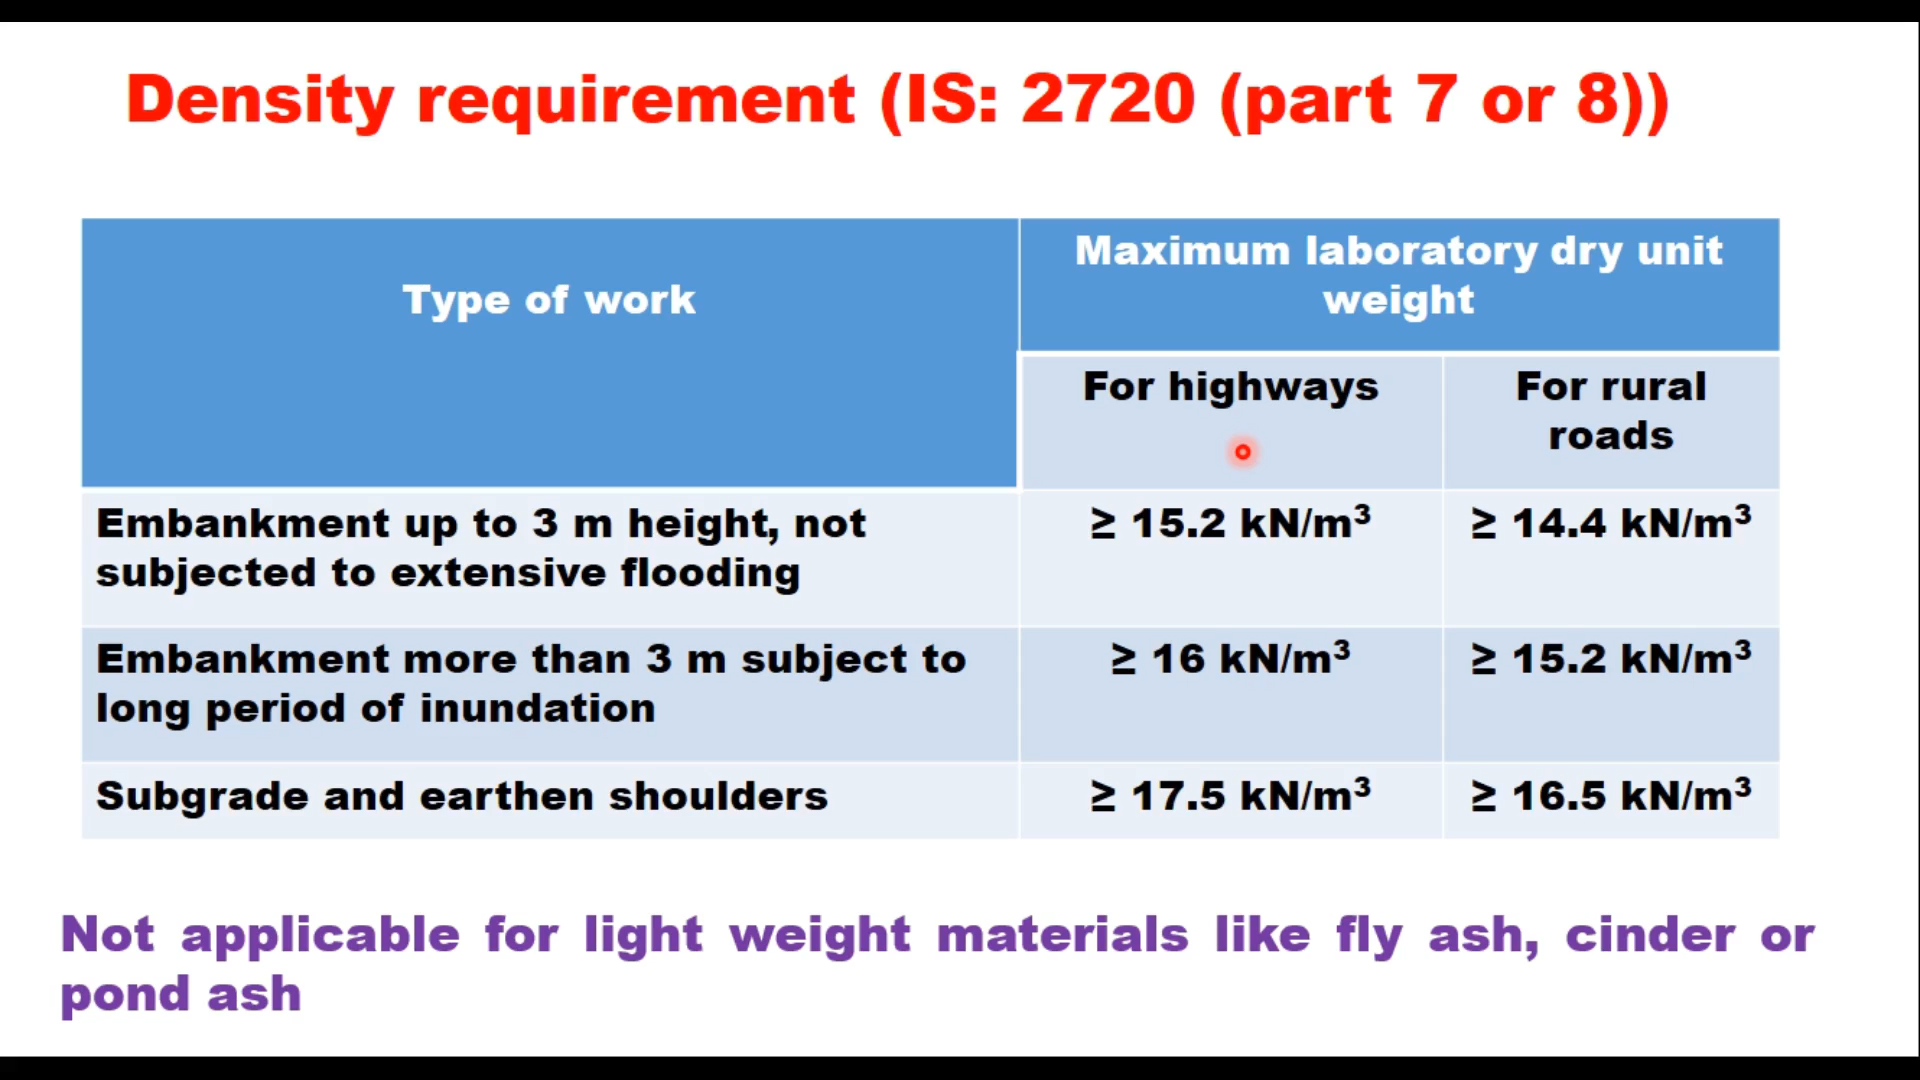 Density requirement (IS: 2720 (part 7 or 8))
Type of work
Maximum laboratory dry unit
weight
For highways
For rural
roads
Embankment up to 3 m height, not
subjected to extensive flooding
≥ 15.2 kN/m³
≥ 14.4 kN/m³
Embankment more than 3 m subject to
long period of inundation
≥ 16 kN/m³
≥ 15.2 kN/m³
Subgrade and earthen shoulders
≥ 17.5 kN/m³
≥ 16.5 kN/m³
Not applicable for light weight materials like fly ash, cinder or
pond ash